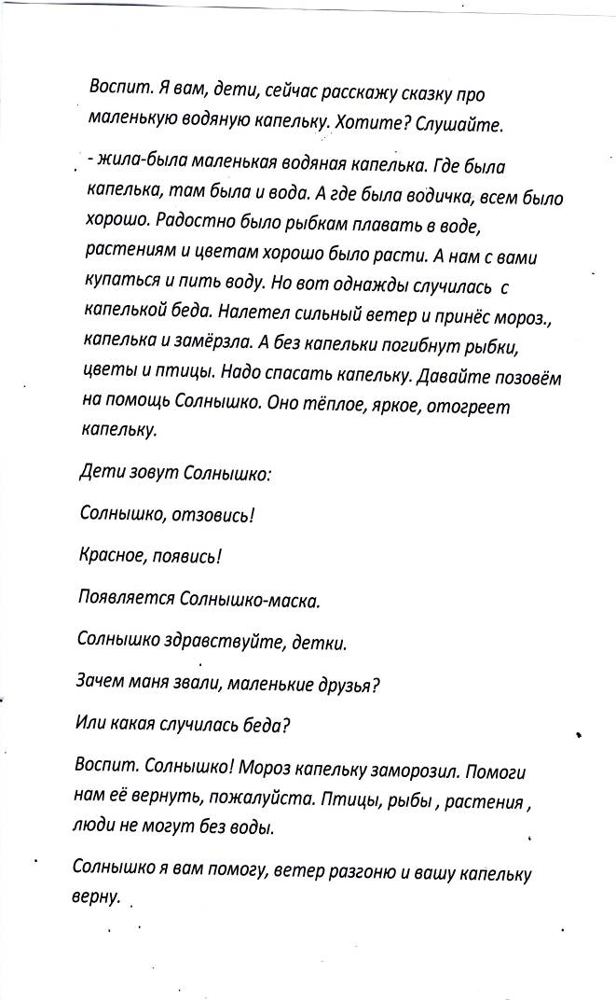 Воспит. Я вам, дети, сейчас расскажу сказку про
маленькую водяную капельку. Хотите? Слушайте.
- жила-была маленькая водяная капелька. Где была
капелька, там была и вода. А где была водичка, всем было
хорошо. Радостно было рыбкам плавать в воде,
растениям и цветам хорошо было расти. А нам с вами
купаться и пить воду. Но вот однажды случилась с
капелькой беда. Налетел сильный ветер и принёс мороз.,
капелька и замёрзла. А без капельки погибнут рыбки,
цветы и птицы. Надо спасать капельку. Давайте позовём
на помощь Солнышко. Оно тёплое, яркое, отогреет
капельку.
Дети зовут Солнышко:
Солнышко, отзовись!
Красное, появись!
Появляется Солнышко-маска.
Солнышко здравствуйте, детки.
Зачем маня звали, маленькие друзья?
Или какая случилась беда?
Воспит. Солнышко! Мороз капельку заморозил. Помоги
нам её вернуть, пожалуйста. Птицы, рыбы , растения ,
люди не могут без воды.
Солнышко я вам помогу, ветер разгоню и вашу капельку
верну.